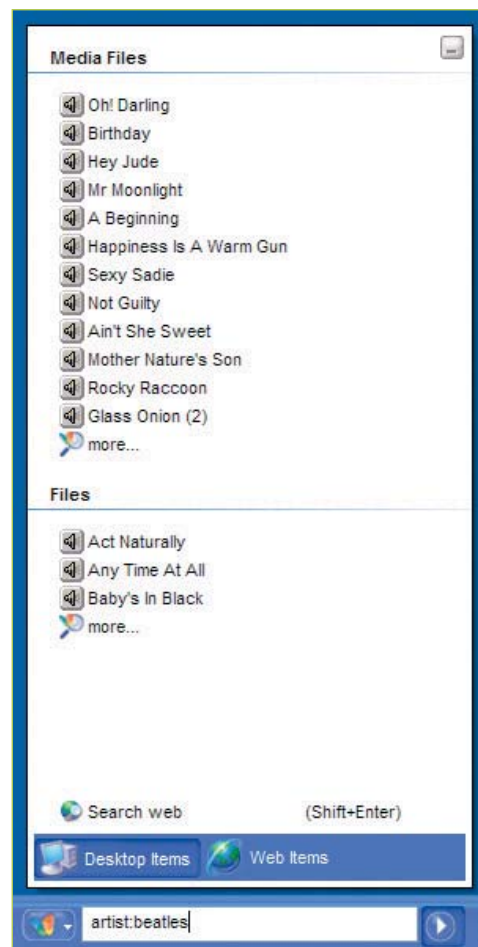 Media Files
Oh! Darling
Birthday
Hey Jude
Mr Moonlight
A Beginning
Happiness Is A Warm Gun
Sexy Sadie
Not Guilty
Ain't She Sweet
Mother Nature's Son
Rocky Raccoon
Glass Onion (2)
more...
Files
Act Naturally
Any Time At All
Baby's In Black
more...
Search web (Shift+Enter)
Desktop Items Web Items
artist:beatles